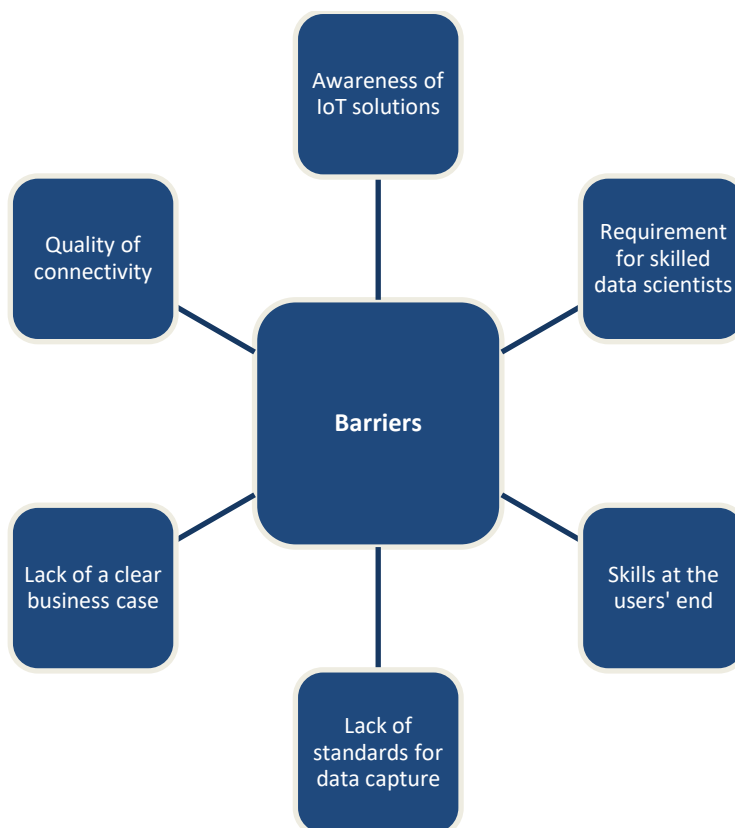 Awareness of
IoT solutions
Quality of
connectivity
Requirement
for skilled
data scientists
Barriers
Lack of a clear
business case
Skills at the
users' end
Lack of
standards for
data capture